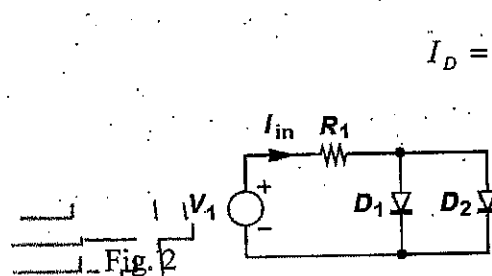 I_D =
I_in R_1
V_1 + − D_1 D_2
Fig. 2